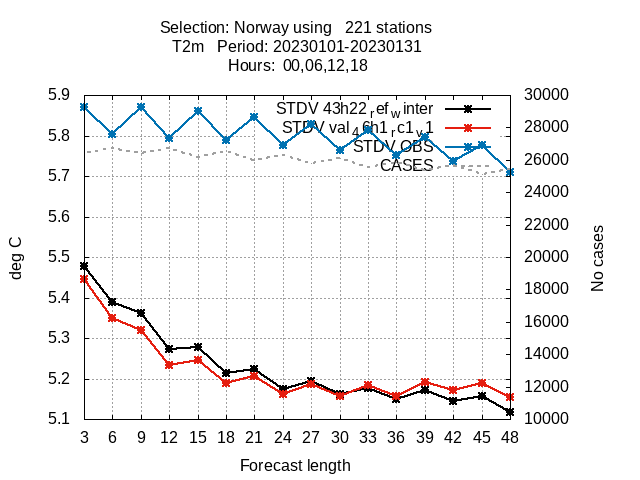 Selection: Norway using 221 stations
T2m Period: 20230101-20230131
Hours: 00,06,12,18
5.9
5.8
5.7
5.6
5.5
5.4
5.3
5.2
5.1
30000
28000
26000
24000
22000
20000
18000
16000
14000
12000
10000
STDV 43h22ref_winter
STDV val46h1rc1v1
STDV OBS
CASES
deg C
No cases
3 6 9 12 15 18 21 24 27 30 33 36 39 42 45 48
Forecast length